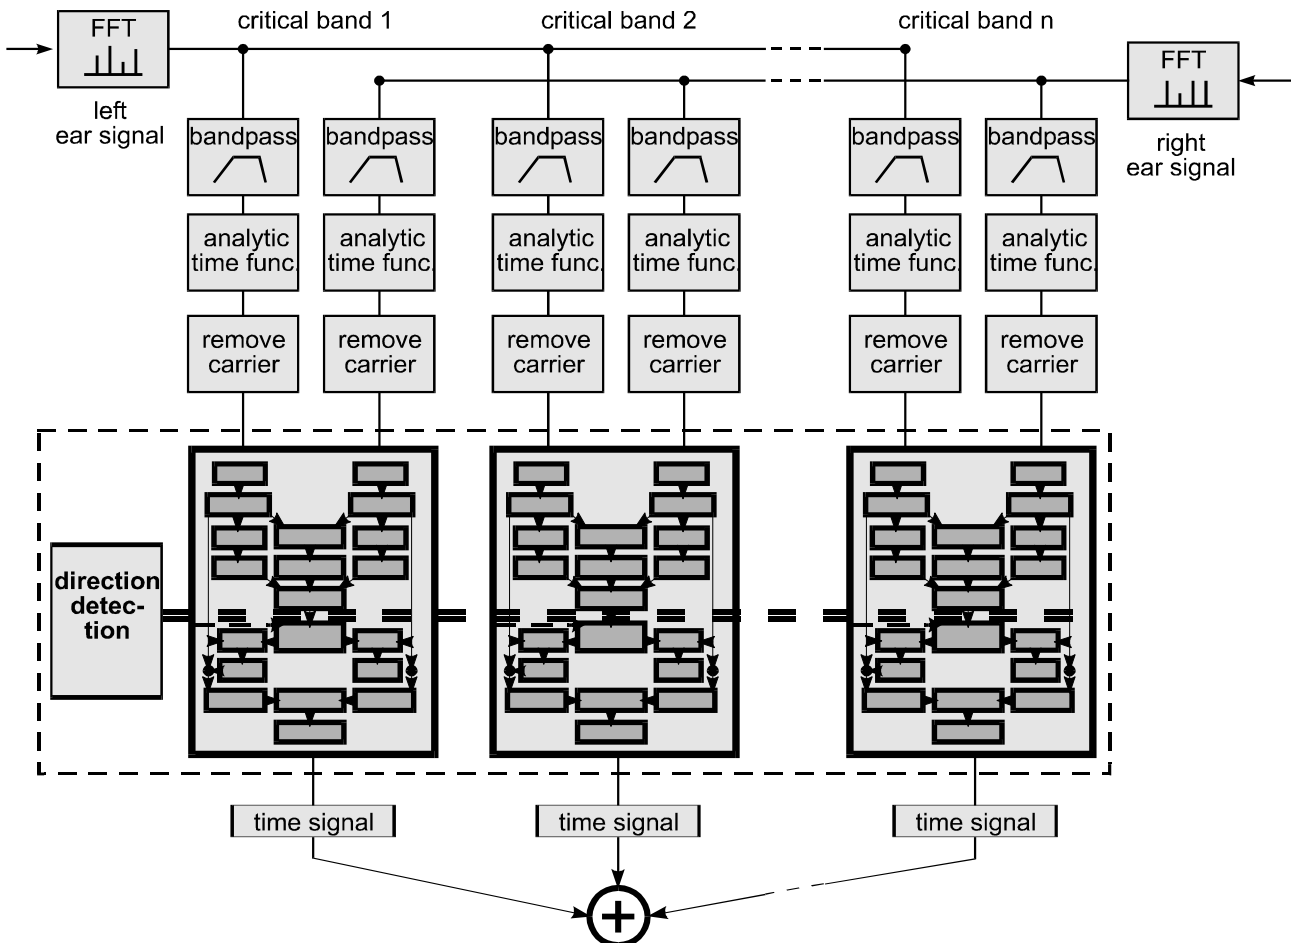 critical band 1
critical band 2
critical band n
FFT
left
ear signal
FFT
right
ear signal
bandpass
bandpass
bandpass
bandpass
bandpass
bandpass
analytic
time func.
analytic
time func.
analytic
time func.
analytic
time func.
analytic
time func.
analytic
time func.
remove
carrier
remove
carrier
remove
carrier
remove
carrier
remove
carrier
remove
carrier
direction
detec-
tion
time signal
time signal
time signal
+